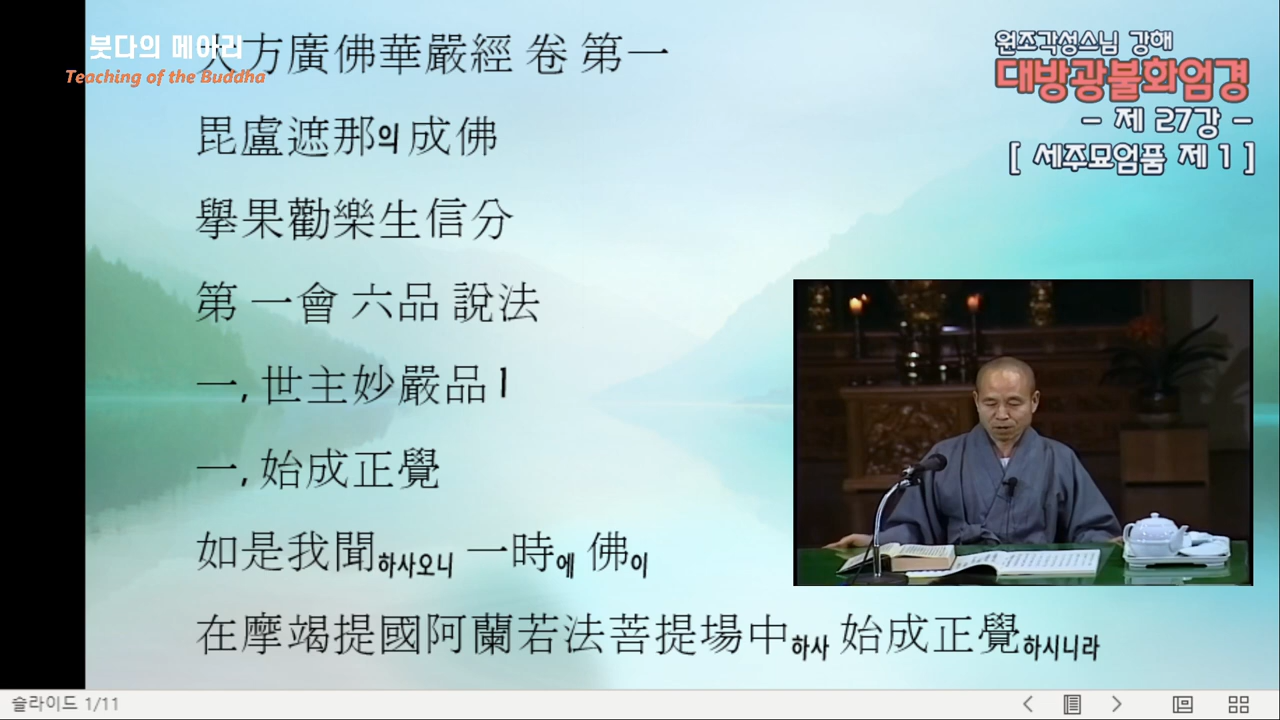 붓다의 메아리
Teaching of the Buddha
大方廣佛華嚴經 卷 第一
毘盧遮那의 成佛
擧果勸樂生信分
第 一會 六品 說法
一, 世主妙嚴品 1
一, 始成正覺
如是我聞하사오니 一時에 佛이
在摩竭提國阿蘭若法菩提場中하사 始成正覺하시니라
원조각성스님 강해
대방광불화엄경
- 제 27강 -
[ 세주묘엄품 제 1 ]
슬라이드 1/11